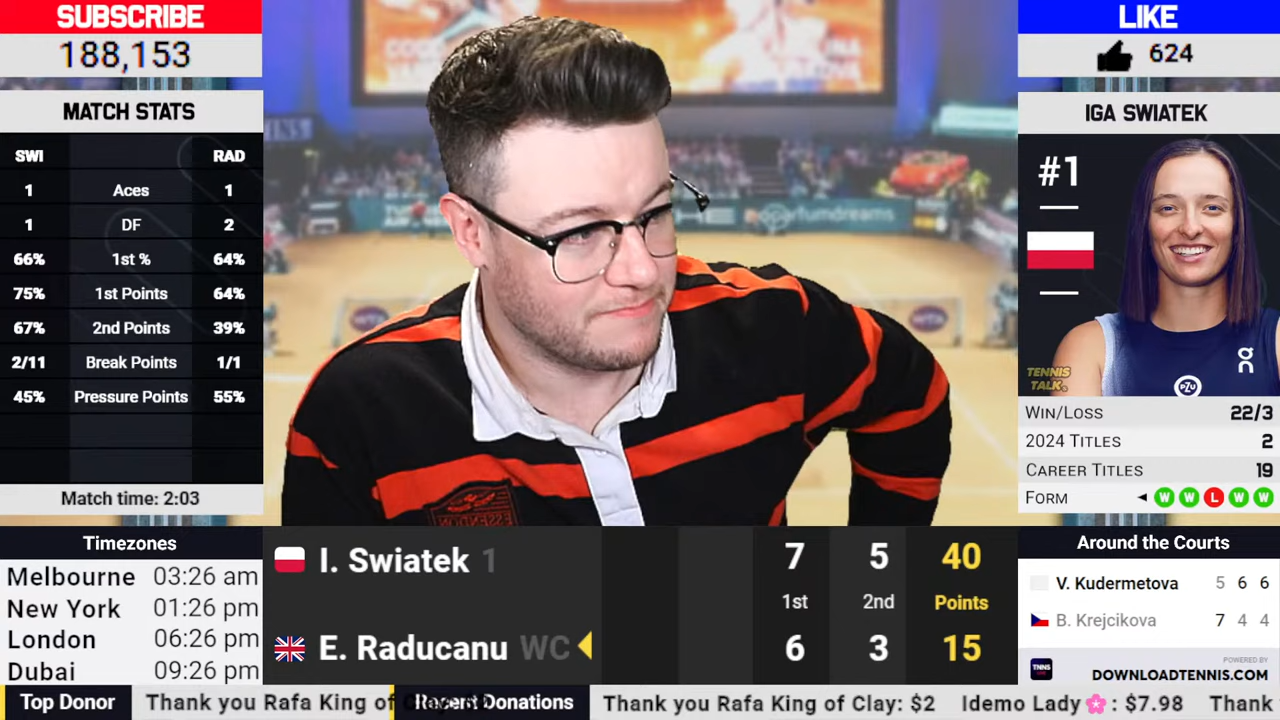 SUBSCRIBE
188,153
MATCH STATS
SWI RAD
1 Aces 1
1 DF 2
66% 1st % 64%
75% 1st Points 64%
67% 2nd Points 39%
2/11 Break Points 1/1
45% Pressure Points 55%
Match time: 2:03
Timezones
Melbourne 03:26 am
New York 01:26 pm
London 06:26 pm
Dubai 09:26 pm
parfumdreams
I. Swiatek 1 7 5 40
1st 2nd Points
E. Raducanu WC 6 3 15
LIKE
624
IGA SWIATEK
#1
TENNIS
TALK
PZU
WIN/LOSS 22/3
2024 TITLES 2
CAREER TITLES 19
FORM W W L W W
Around the Courts
V. Kudermetova 5 6 6
B. Krejcikova 7 4 4
TNNS
POWERED BY
DOWNLOADTENNIS.COM
Top Donor Thank you Rafa King of Recent Donations Thank you Rafa King of Clay: $2 Idemo Lady🌸: $7.98 Thank